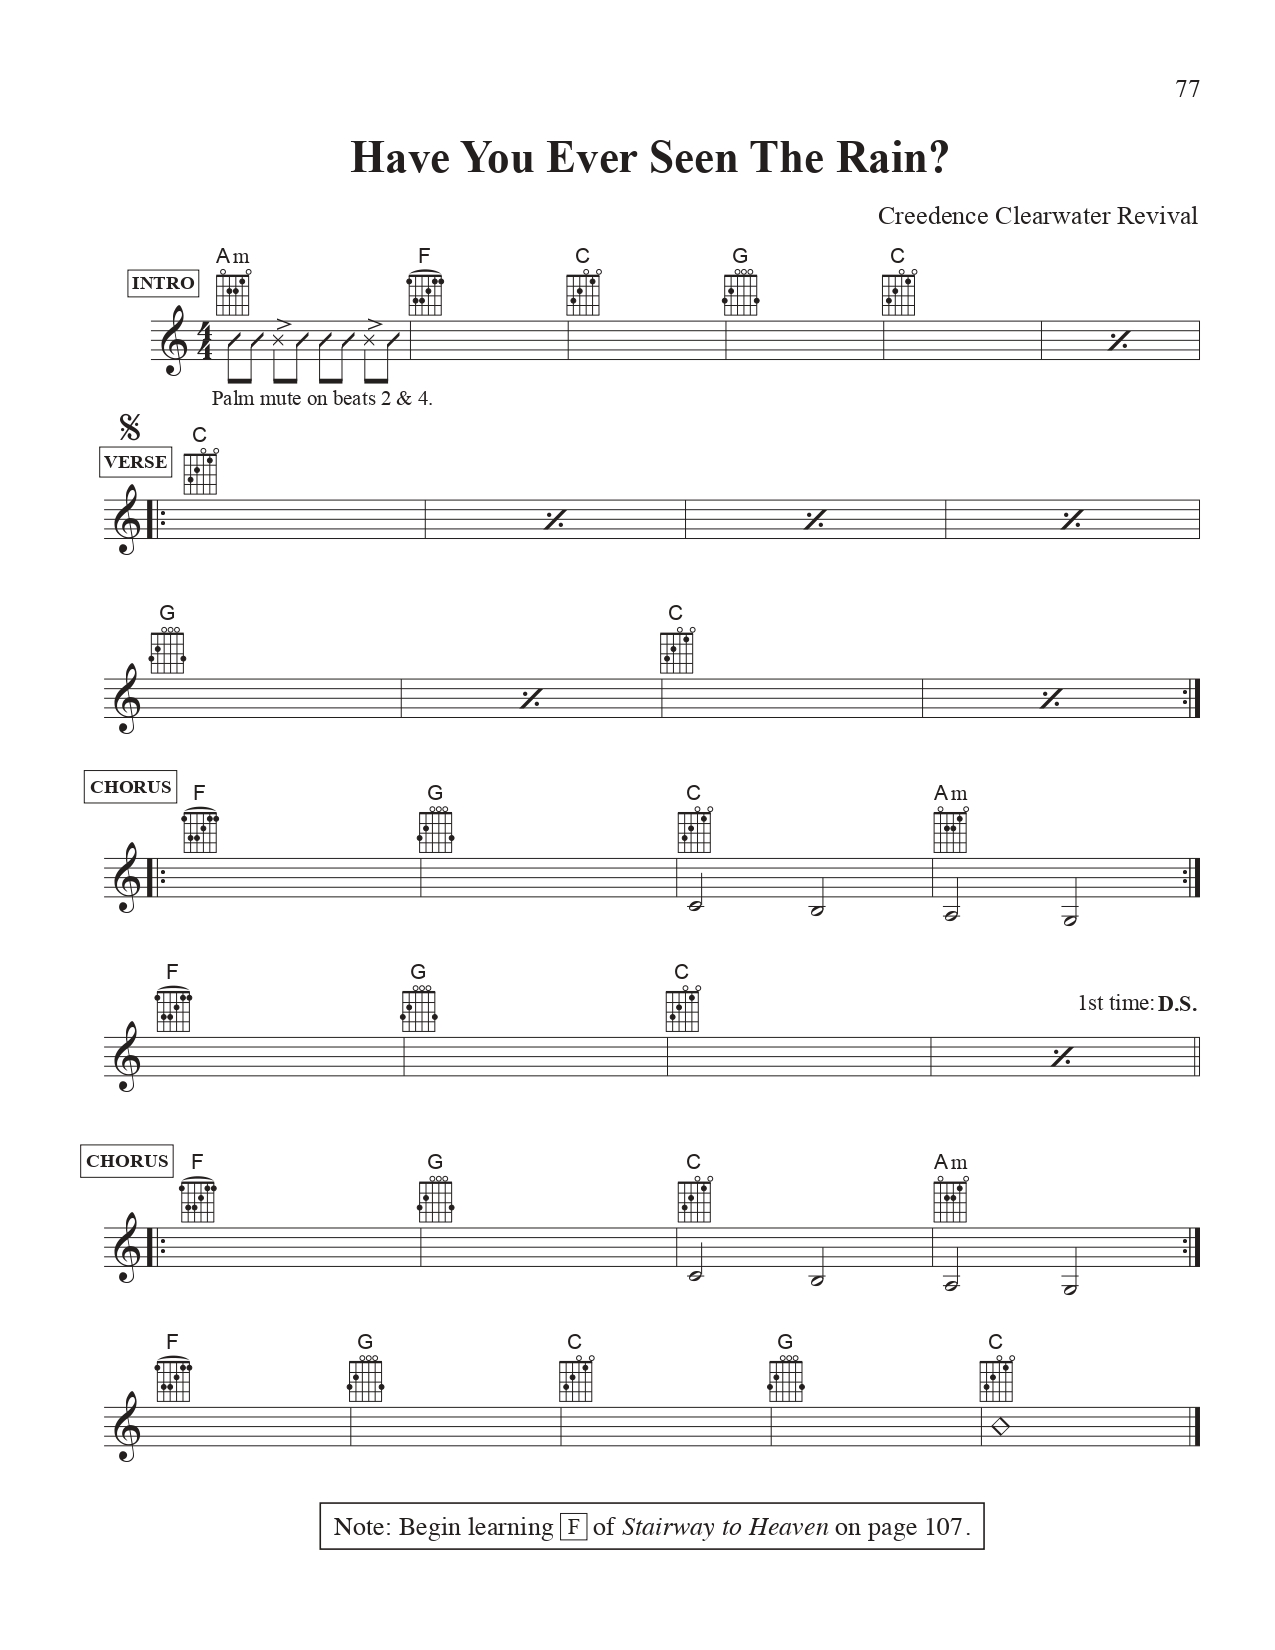 77
Have You Ever Seen The Rain?
Creedence Clearwater Revival
Am F C G C
INTRO
4
4
Palm mute on beats 2 & 4.
C
VERSE
G C
CHORUS
F G C Am
F G C
1st time: D.S.
CHORUS
F G C Am
F G C G C
Note: Begin learning F of Stairway to Heaven on page 107.